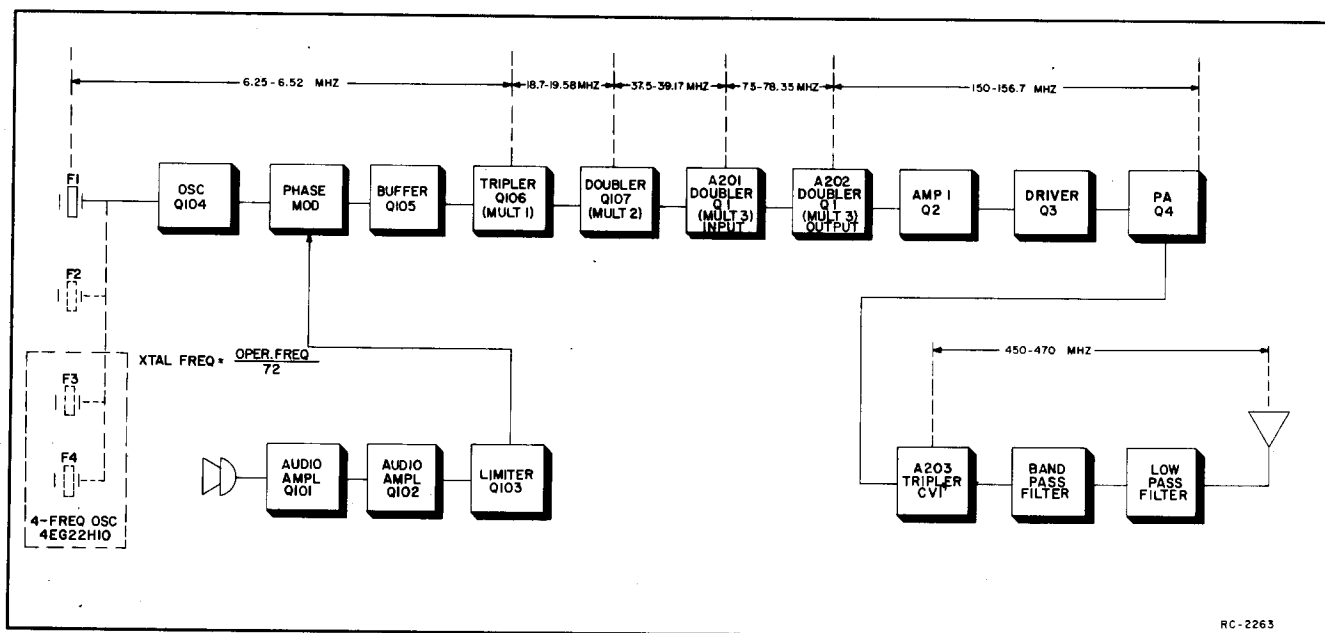 6.25-6.52 MHZ
18.7-19.58 MHZ
37.5-39.17 MHZ
75-78.35 MHZ
150-156.7 MHZ
F1
OSC
Q104
PHASE
MOD
BUFFER
Q105
TRIPLER
Q106
(MULT 1)
DOUBLER
Q107
(MULT 2)
A201
DOUBLER
Q1
(MULT 3)
INPUT
A202
DOUBLER
Q1
(MULT 3)
OUTPUT
AMP 1
Q2
DRIVER
Q3
PA
Q4
F2
XTAL FREQ = OPER. FREQ
72
450-470 MHZ
F3
F4
4-FREQ OSC
4EG22H10
AUDIO
AMPL
Q101
AUDIO
AMPL
Q102
LIMITER
Q103
A203
TRIPLER
CV1
BAND
PASS
FILTER
LOW
PASS
FILTER
RC-2263